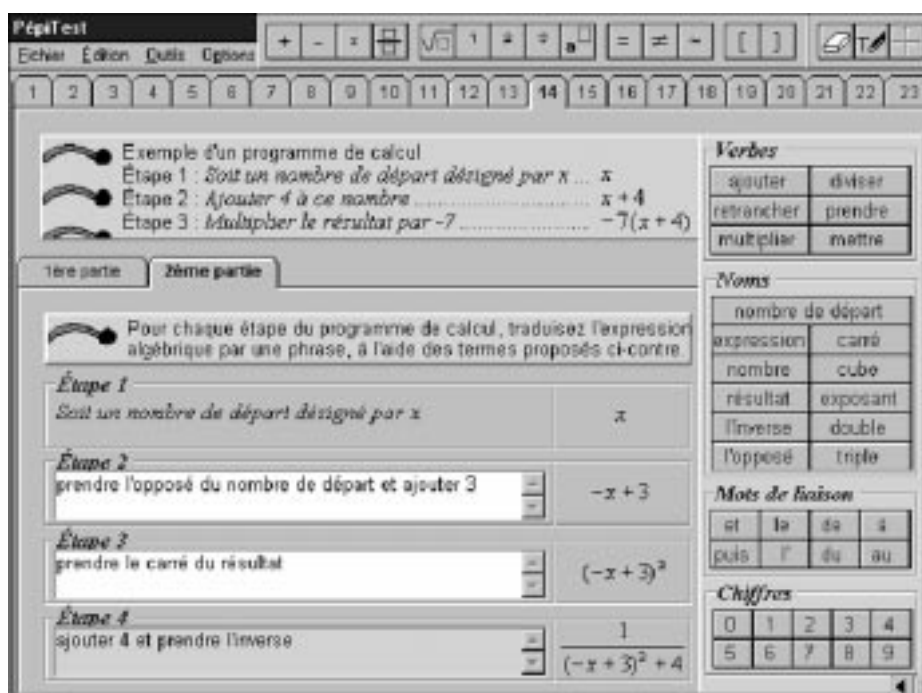 PépiTest
Fichier Édition Outils Options
+ - x √ a = ≠ ~ [ ] T
1 2 3 4 5 6 7 8 9 10 11 12 13 14 15 16 17 18 19 20 21 22 23
Exemple d'un programme de calcul
Étape 1 : Soit un nombre de départ désigné par x ... x
Étape 2 : Ajouter 4 à ce nombre ........................... x + 4
Étape 3 : Multiplier le résultat par -7 ..................... −7(x + 4)
1ère partie 2ème partie
Pour chaque étape du programme de calcul, traduisez l'expression
algébrique par une phrase, à l'aide des termes proposés ci-contre.
Étape 1
Soit un nombre de départ désigné par x x
Étape 2
prendre l'opposé du nombre de départ et ajouter 3 −x + 3
Étape 3
prendre le carré du résultat (−x + 3)²
Étape 4
ajouter 4 et prendre l'inverse 1
(−x + 3)² + 4
Verbes
ajouter diviser
retrancher prendre
multiplier mettre
Noms
nombre de départ
expression carré
nombre cube
résultat exposant
l'inverse double
l'opposé triple
Mots de liaison
et le de à
puis l' du au
Chiffres
0 1 2 3 4
5 6 7 8 9